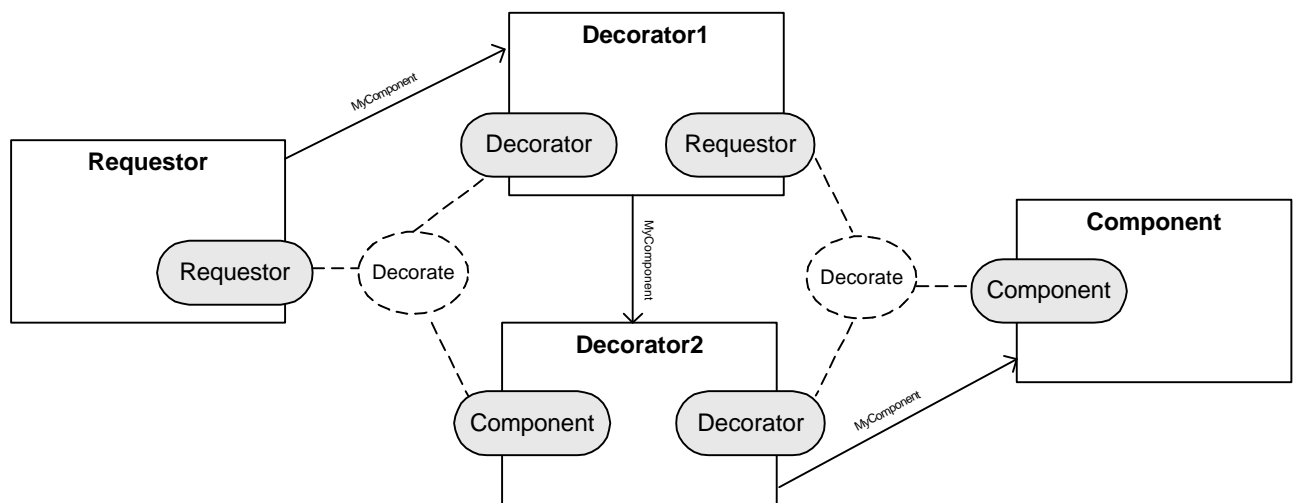 Decorator1
MyComponent
Decorator
Requestor
Requestor
Component
MyComponent
Requestor
Decorate
Decorate
Component
Decorator2
MyComponent
Component
Decorator